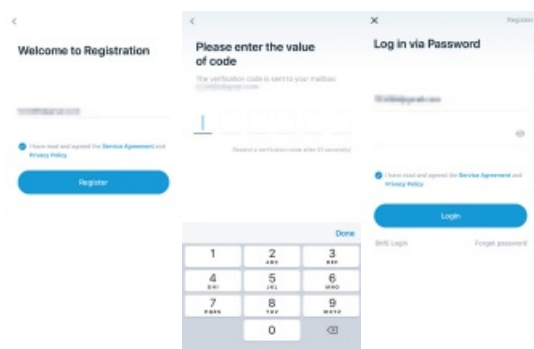 Welcome to Registration
I have read and agreed the Service Agreement and
Privacy Policy
Register
Please enter the value
of code
The verification code is sent to your mailbox:
Resend a verification code after 51 second(s)
Done
1
2
ABC
3
DEF
4
GHI
5
JKL
6
MNO
7
PQRS
8
TUV
9
WXYZ
0
Register
Log in via Password
I have read and agreed the Service Agreement and
Privacy Policy
Login
SMS Login
Forget password